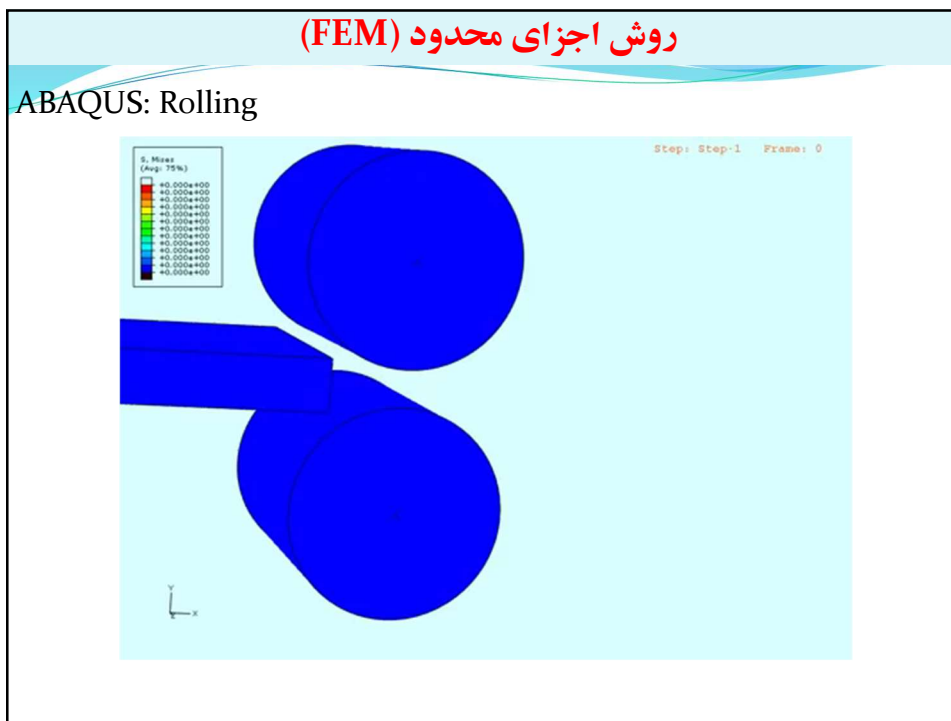 روش اجزای محدود (FEM)
ABAQUS: Rolling
S, Mises
(Avg: 75%)
+0.000e+00
+0.000e+00
+0.000e+00
+0.000e+00
+0.000e+00
+0.000e+00
+0.000e+00
+0.000e+00
+0.000e+00
+0.000e+00
+0.000e+00
+0.000e+00
+0.000e+00
Step: Step-1 Frame: 0
Y
Z X